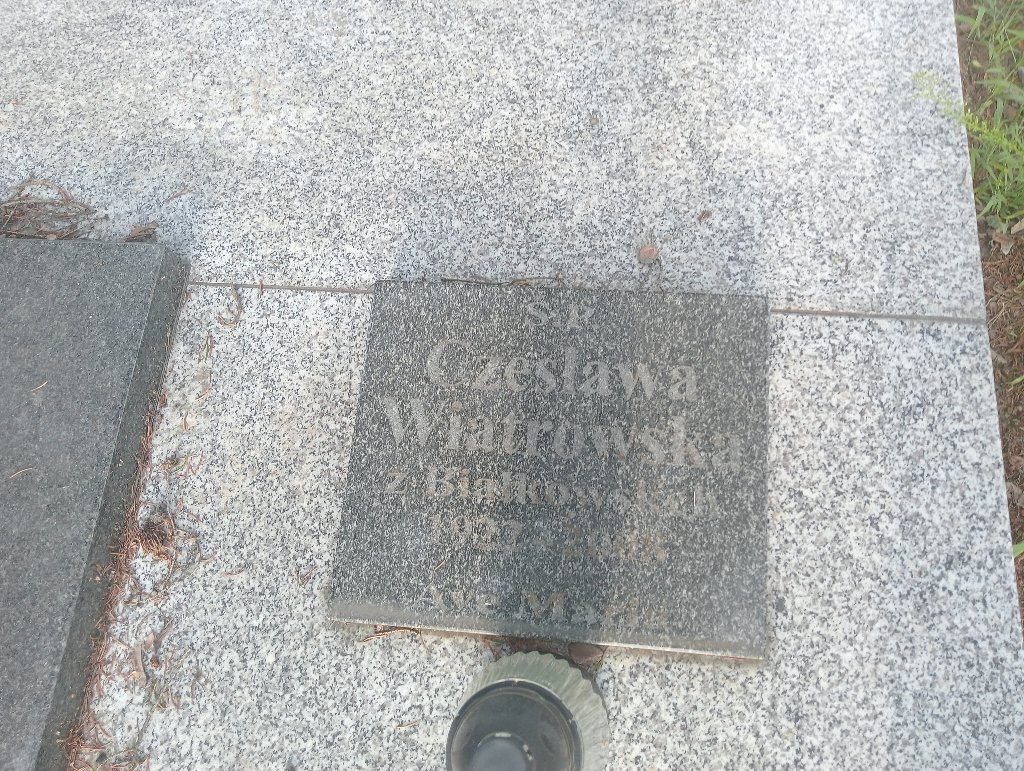 Ś.P.
Czesława
Wiatrowska
z Białkowskich
Ave Maria